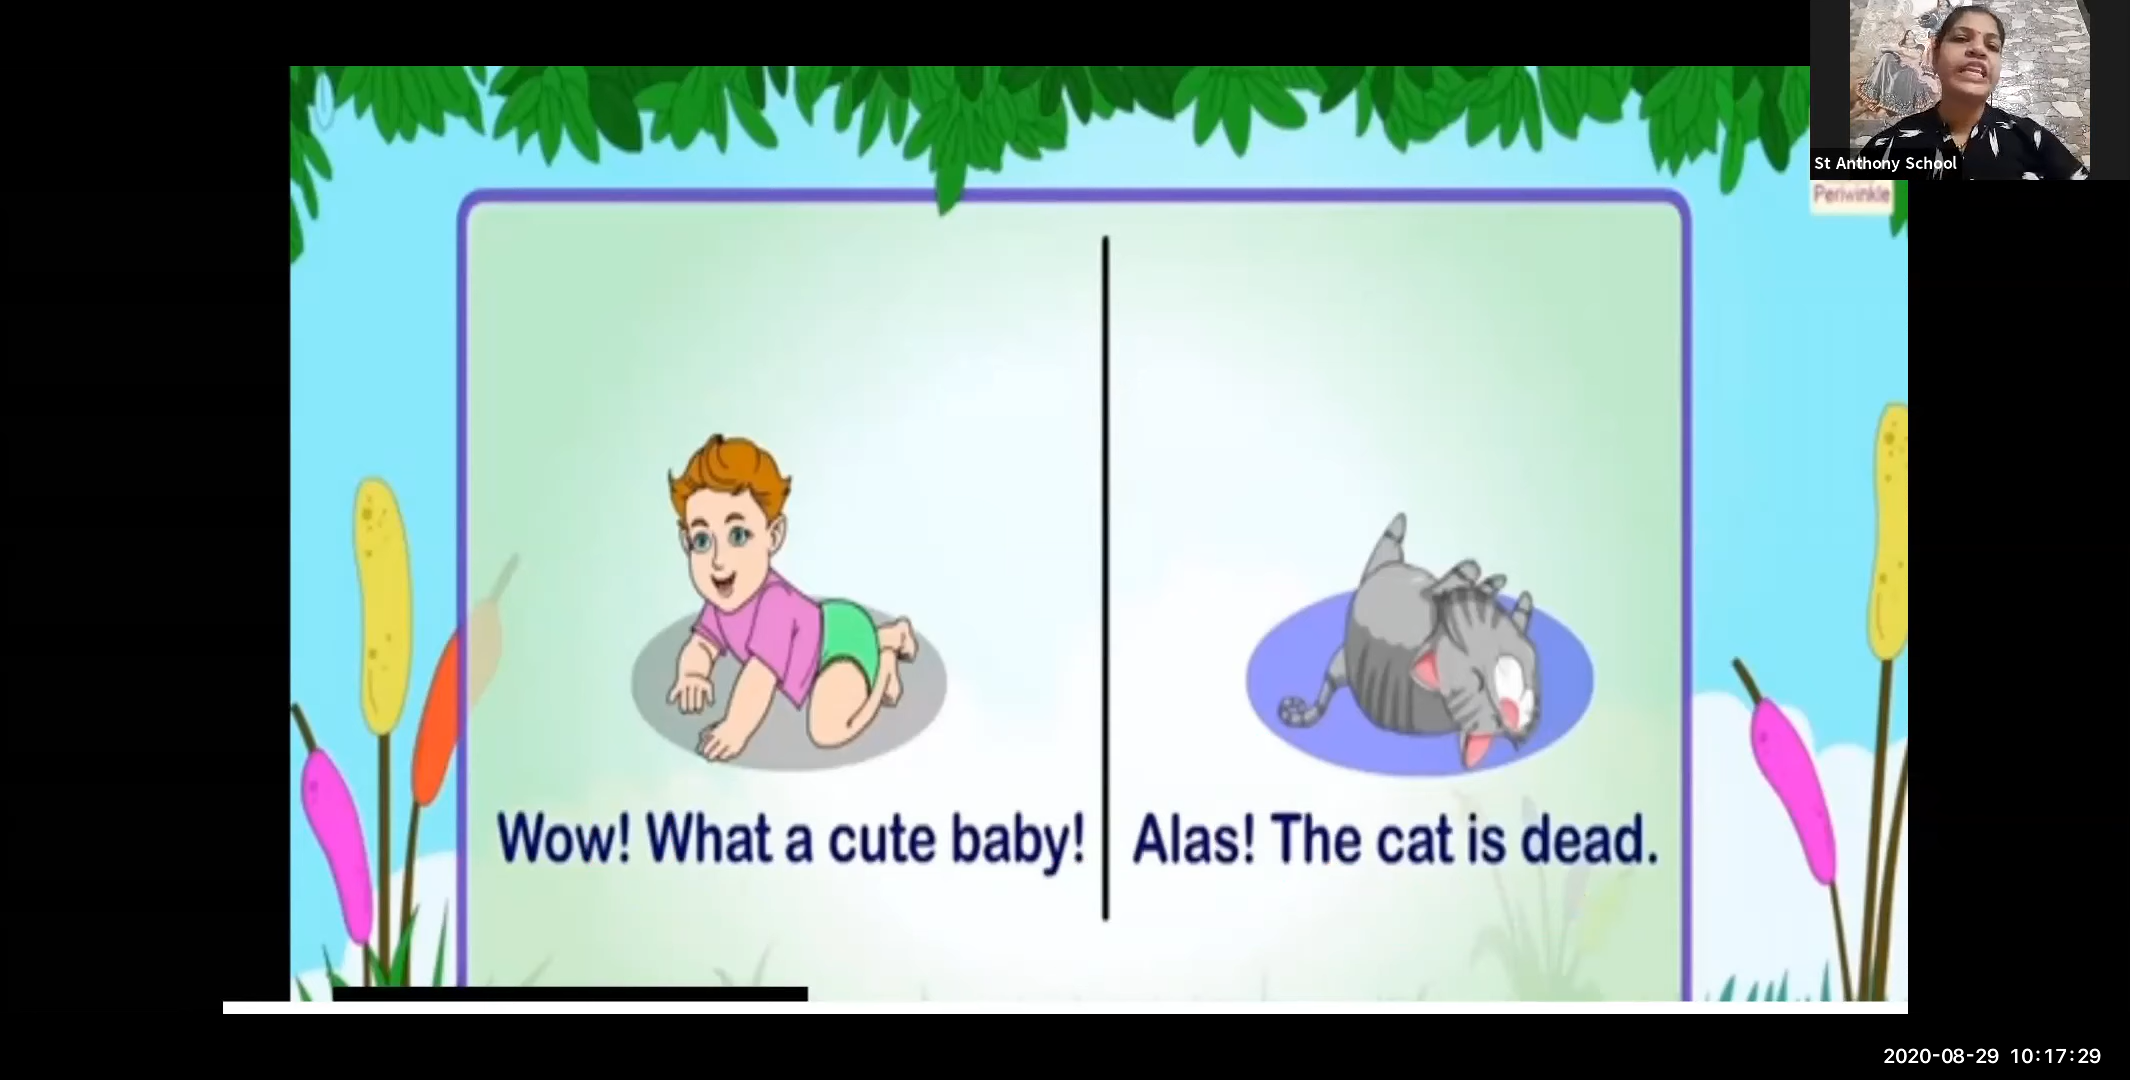 St Anthony School
Periwinkle
Wow! What a cute baby!
Alas! The cat is dead.
2020-08-29 10:17:29